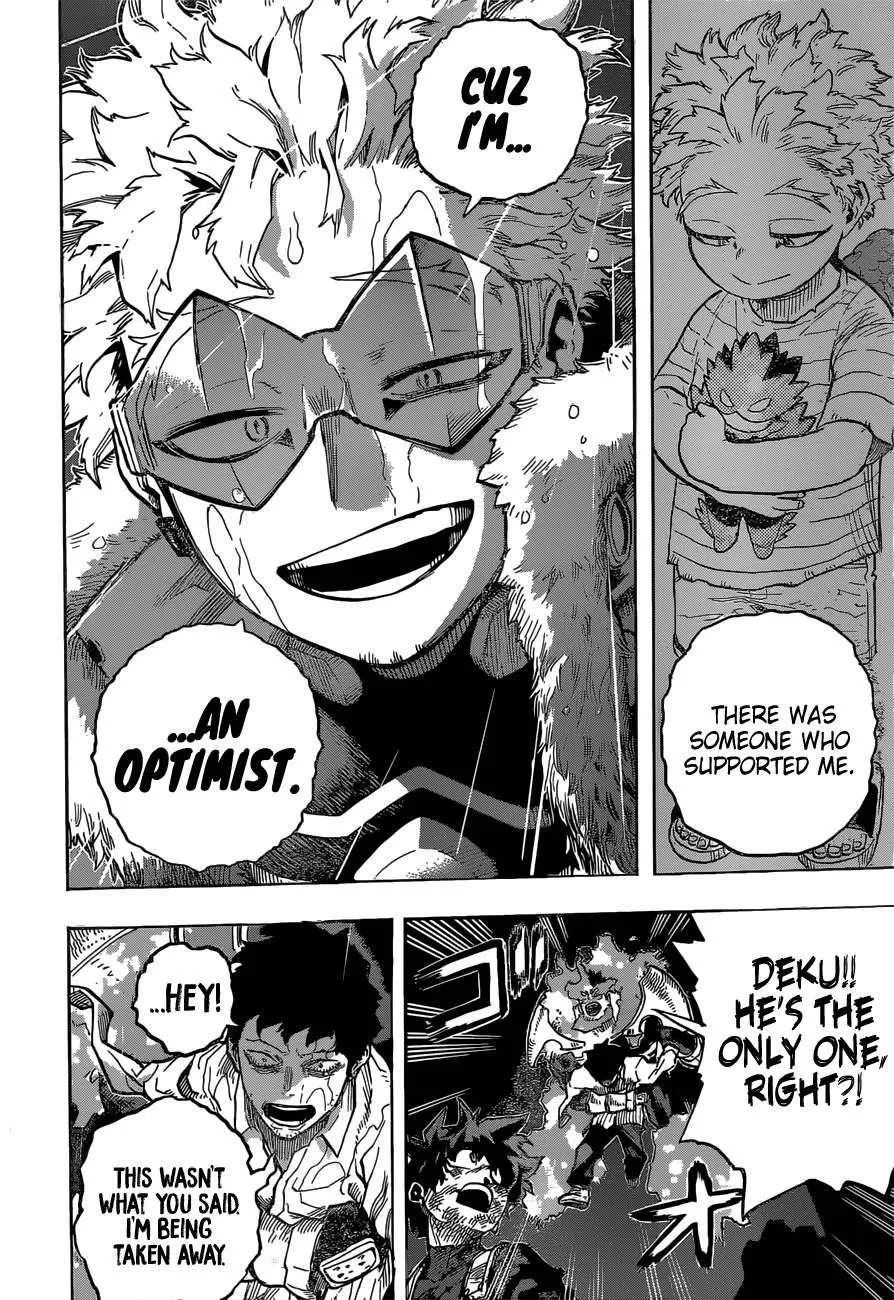 THERE WAS
SOMEONE WHO
SUPPORTED ME.
CUZ
I'M...
...AN
OPTIMIST.
DEKU!!
HE'S THE
ONLY ONE,
RIGHT?!
...HEY!
THIS WASN'T
WHAT YOU SAID.
I'M BEING
TAKEN AWAY.